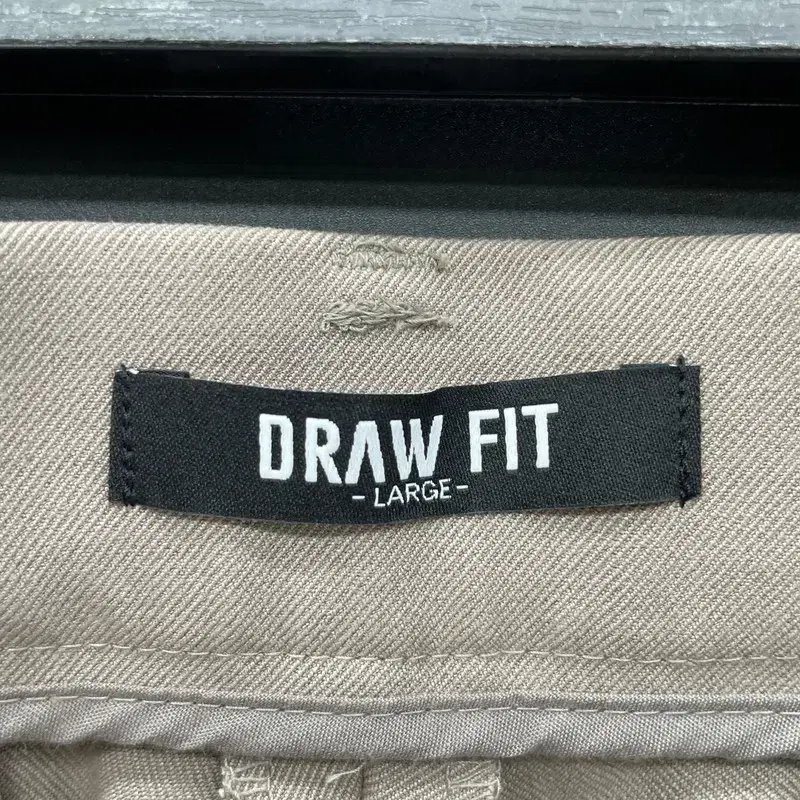 DRAW FIT
- LARGE -